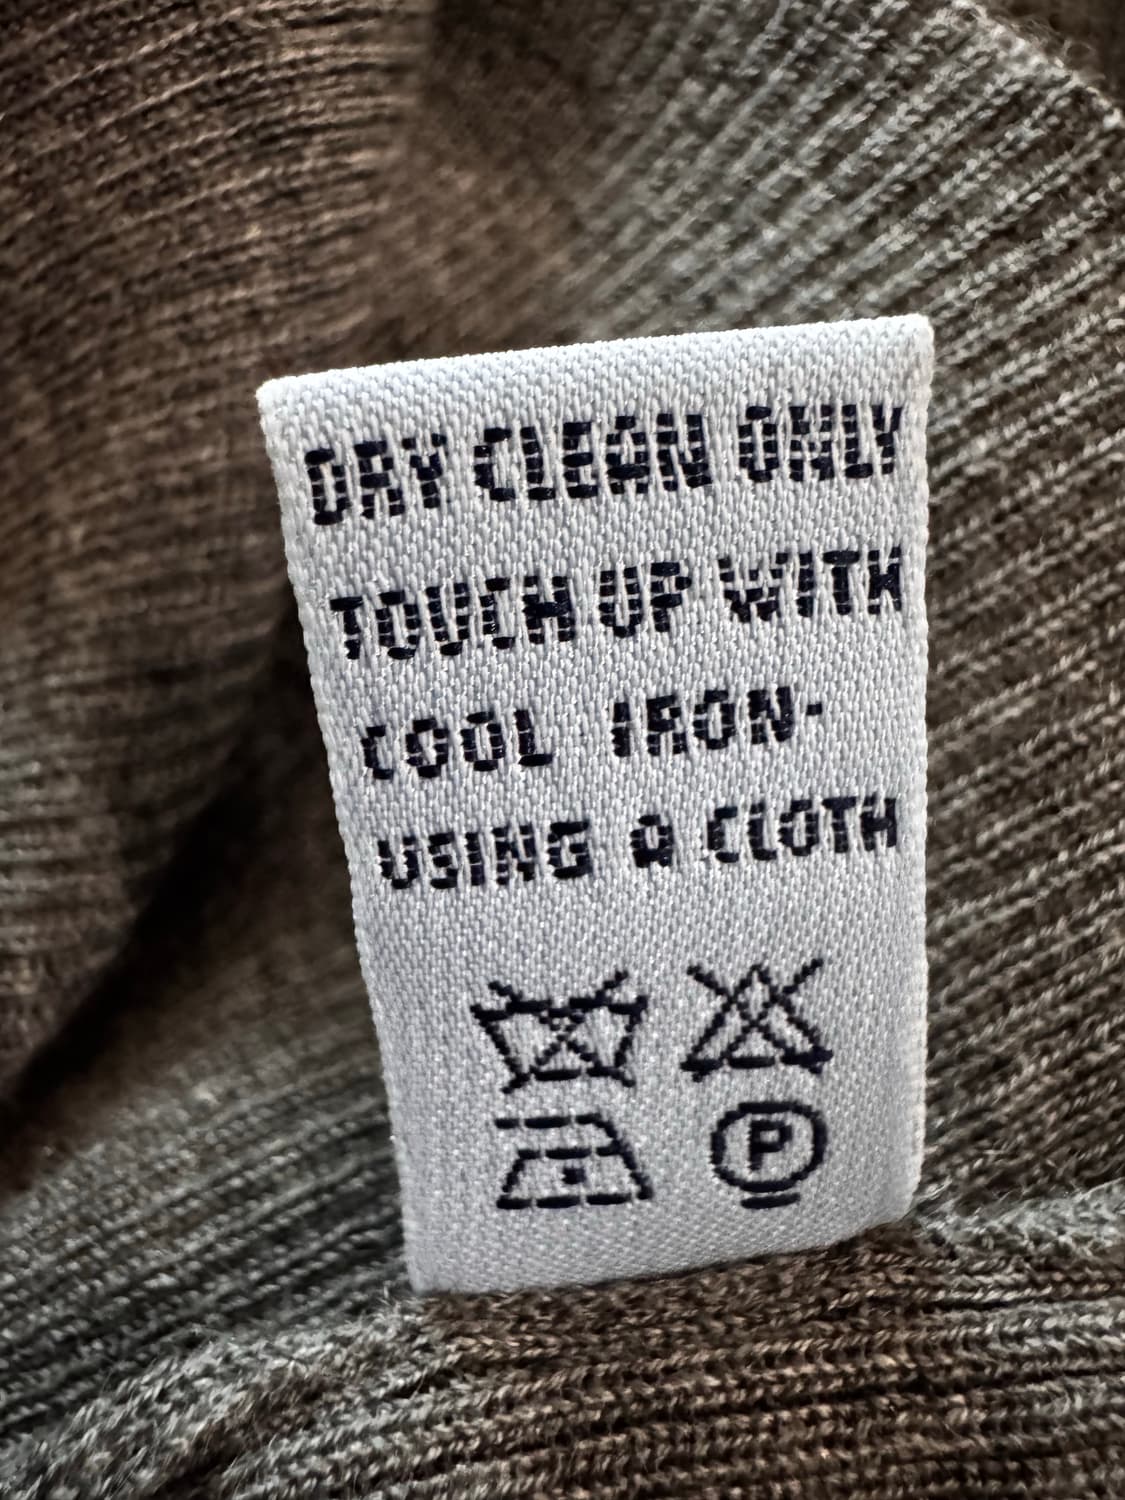 DRY CLEAN ONLY
TOUCH UP WITH
COOL IRON-
USING A CLOTH
P